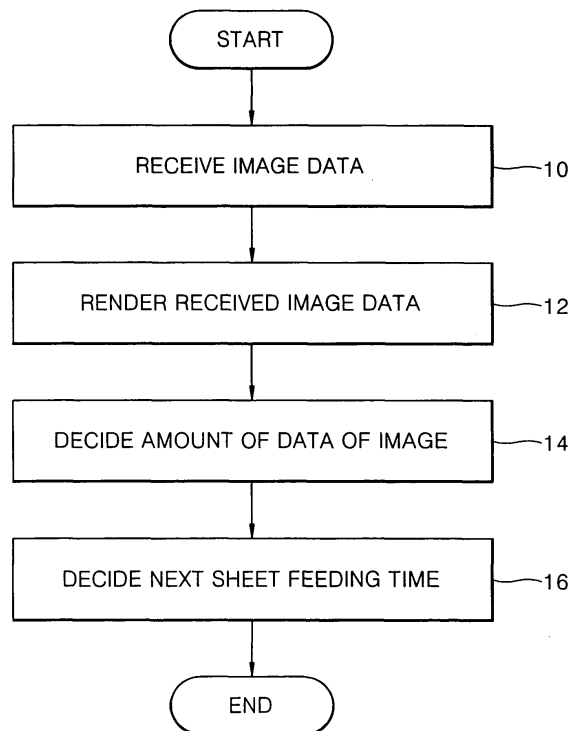 START
RECEIVE IMAGE DATA
10
RENDER RECEIVED IMAGE DATA
12
DECIDE AMOUNT OF DATA OF IMAGE
14
DECIDE NEXT SHEET FEEDING TIME
16
END